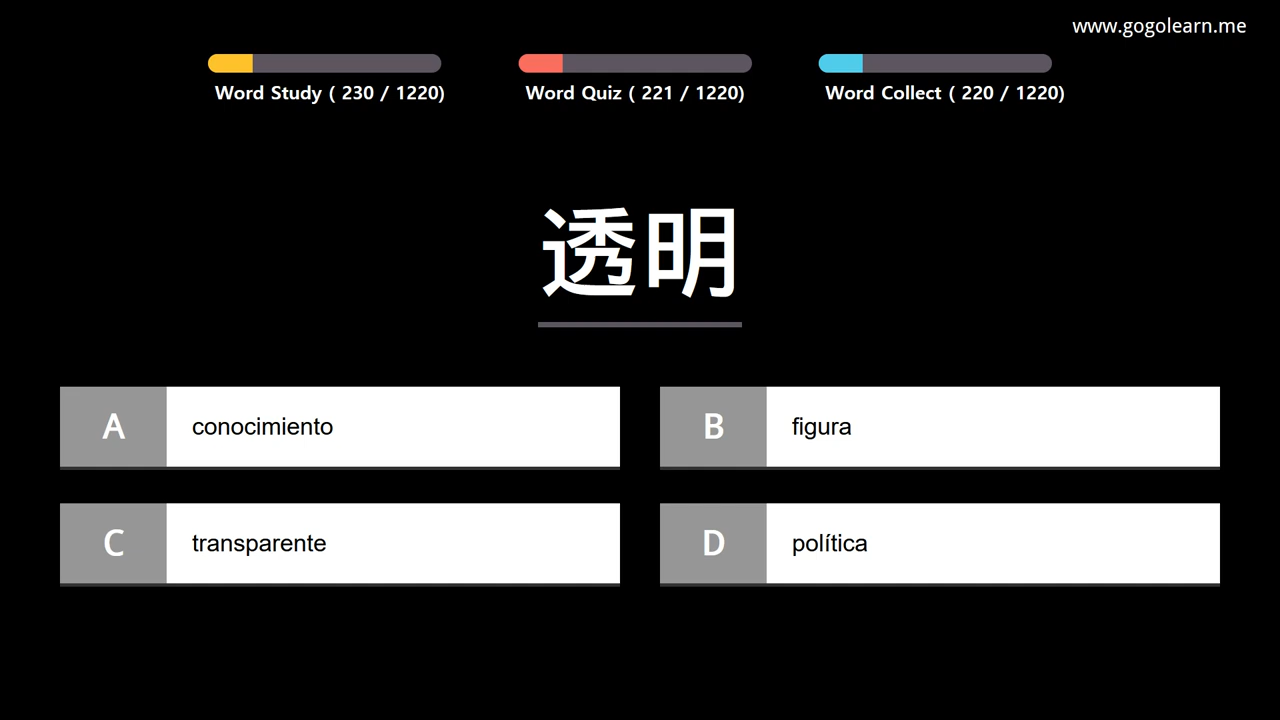 www.gogolearn.me
Word Study ( 230 / 1220)
Word Quiz ( 221 / 1220)
Word Collect ( 220 / 1220)
透明
A conocimiento
B figura
C transparente
D política